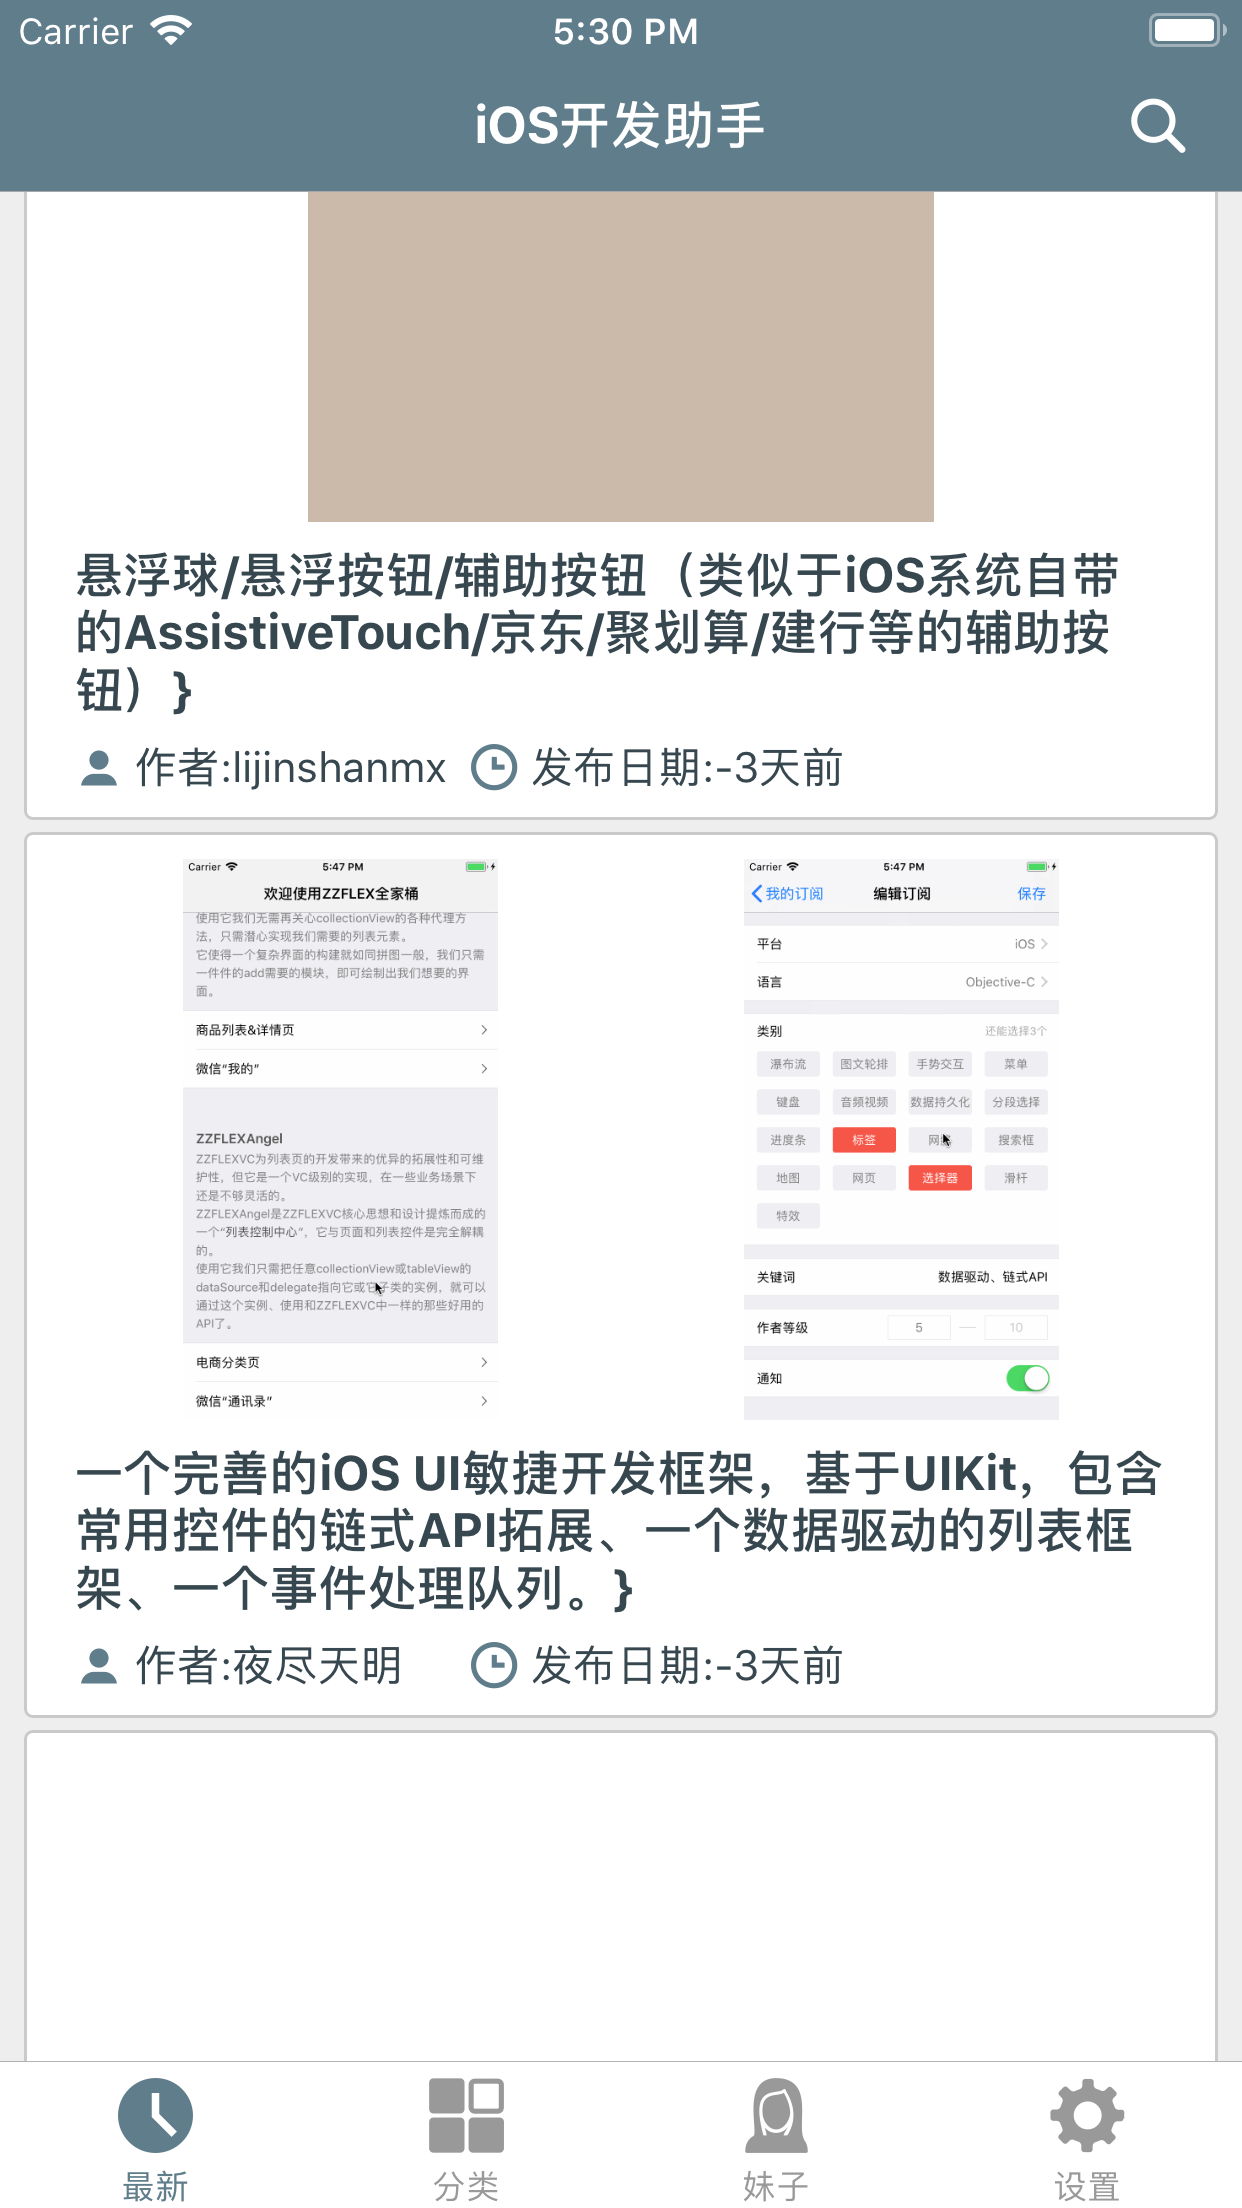 Carrier 5:30 PM
iOS开发助手
悬浮球/悬浮按钮/辅助按钮（类似于iOS系统自带
的AssistiveTouch/京东/聚划算/建行等的辅助按
钮）}
作者:lijinshanmx 发布日期:-3天前
Carrier 5:47 PM
欢迎使用ZZFLEX全家桶
使用它我们无需再关心collectionView的各种代理方
法，只需潜心实现我们需要的列表元素。
它使得一个复杂界面的构建就如同拼图一般，我们只需
一件件的add需要的模块，即可绘制出我们想要的界
面。
商品列表&详情页
微信“我的”
ZZFLEXAngel
ZZFLEXVC为列表页的开发带来的优异的拓展性和可维
护性，但它是一个VC级别的实现，在一些业务场景下
还是不够灵活的。
ZZFLEXAngel是ZZFLEXVC核心思想和设计提炼而成的
一个“列表控制中心”，它与页面和列表控件是完全解耦
的。
使用它我们只需把任意collectionView或tableView的
dataSource和delegate指向它或它子类的实例，就可以
通过这个实例、使用和ZZFLEXVC中一样的那些好用的
API了。
电商分类页
微信“通讯录”
Carrier 5:47 PM
我的订阅 编辑订阅 保存
平台 iOS
语言 Objective-C
类别 还能选择3个
瀑布流 图文轮排 手势交互 菜单
键盘 音频视频 数据持久化 分段选择
进度条 标签 网 搜索框
地图 网页 选择器 滑杆
特效
关键词 数据驱动、链式API
作者等级 5 — 10
通知
一个完善的iOS UI敏捷开发框架，基于UIKit，包含
常用控件的链式API拓展、一个数据驱动的列表框
架、一个事件处理队列。}
作者:夜尽天明 发布日期:-3天前
最新 分类 妹子 设置